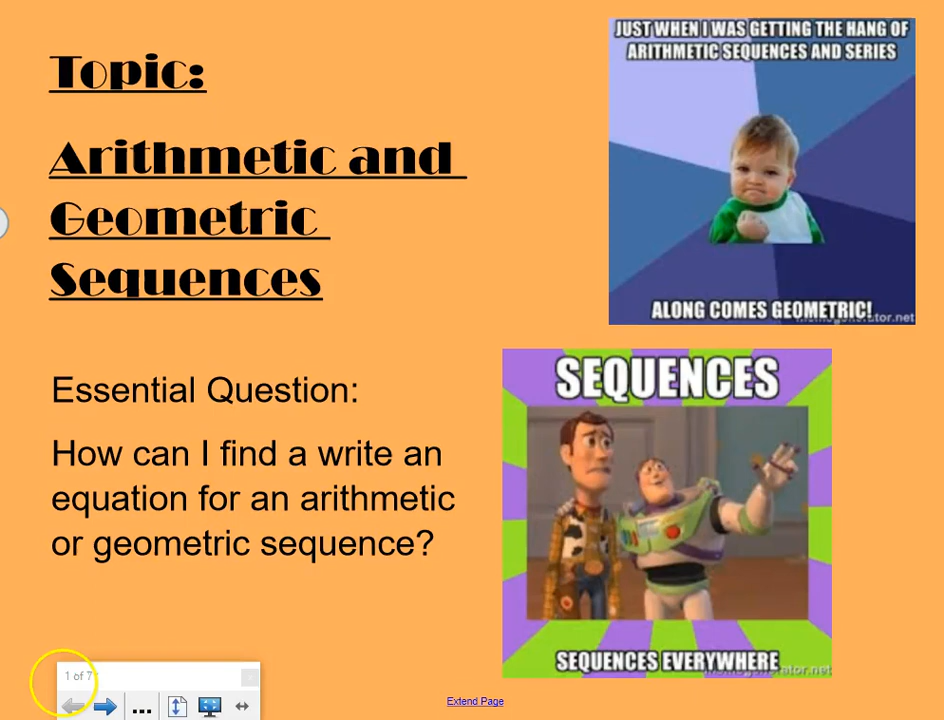 Topic:
Arithmetic and
Geometric
Sequences
JUST WHEN I WAS GETTING THE HANG OF
ARITHMETIC SEQUENCES AND SERIES
ALONG COMES GEOMETRIC!
Essential Question:
How can I find a write an
equation for an arithmetic
or geometric sequence?
SEQUENCES
SEQUENCES EVERYWHERE
1 of 7
Extend Page